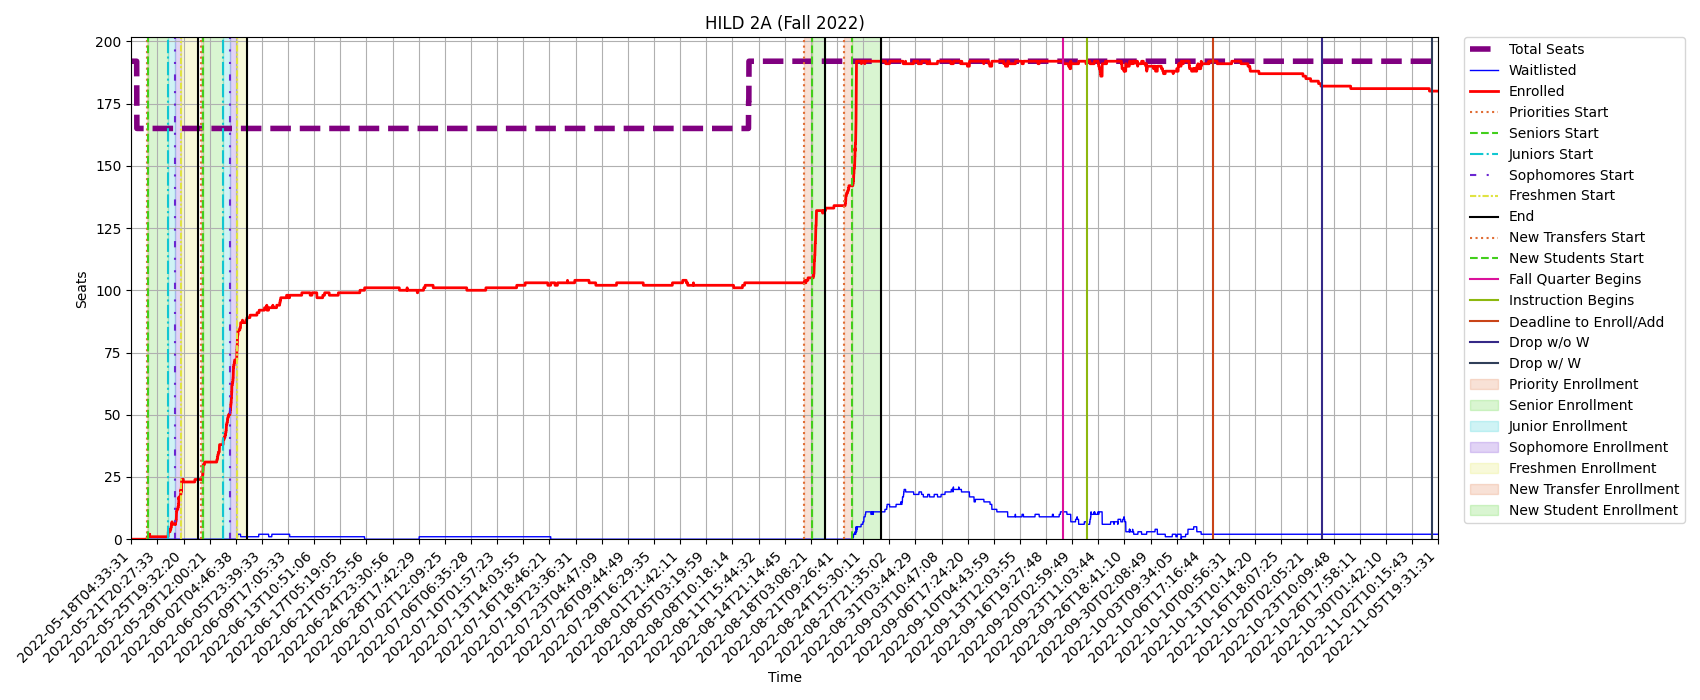 HILD 2A (Fall 2022)
200
175
150
125
100
75
50
25
0
Seats
2022-05-18T04:33:31
2022-05-21T20:27:33
2022-05-25T19:32:20
2022-05-29T12:00:21
2022-06-02T04:46:38
2022-06-05T23:39:33
2022-06-09T17:05:33
2022-06-13T10:51:06
2022-06-17T05:19:05
2022-06-21T05:25:56
2022-06-24T23:30:56
2022-06-28T17:42:29
2022-07-02T12:09:25
2022-07-06T06:35:28
2022-07-10T01:57:23
2022-07-13T14:03:55
2022-07-16T18:46:21
2022-07-19T23:36:31
2022-07-23T04:47:09
2022-07-26T09:44:49
2022-07-29T16:29:35
2022-08-01T21:42:11
2022-08-05T03:19:59
2022-08-08T10:18:14
2022-08-11T15:44:32
2022-08-14T21:14:45
2022-08-18T03:08:21
2022-08-21T09:26:41
2022-08-24T15:30:11
2022-08-27T21:35:02
2022-08-31T03:44:29
2022-09-03T10:47:08
2022-09-06T17:24:20
2022-09-10T04:43:59
2022-09-13T12:03:55
2022-09-16T19:27:48
2022-09-20T02:59:49
2022-09-23T11:03:44
2022-09-26T18:41:10
2022-09-30T02:08:49
2022-10-03T09:34:05
2022-10-06T17:16:44
2022-10-10T00:56:31
2022-10-13T10:14:20
2022-10-16T18:07:25
2022-10-20T02:05:21
2022-10-23T10:09:48
2022-10-26T17:58:11
2022-10-30T01:42:10
2022-11-02T10:15:43
2022-11-05T19:31:31
Time
Total Seats
Waitlisted
Enrolled
Priorities Start
Seniors Start
Juniors Start
Sophomores Start
Freshmen Start
End
New Transfers Start
New Students Start
Fall Quarter Begins
Instruction Begins
Deadline to Enroll/Add
Drop w/o W
Drop w/ W
Priority Enrollment
Senior Enrollment
Junior Enrollment
Sophomore Enrollment
Freshmen Enrollment
New Transfer Enrollment
New Student Enrollment